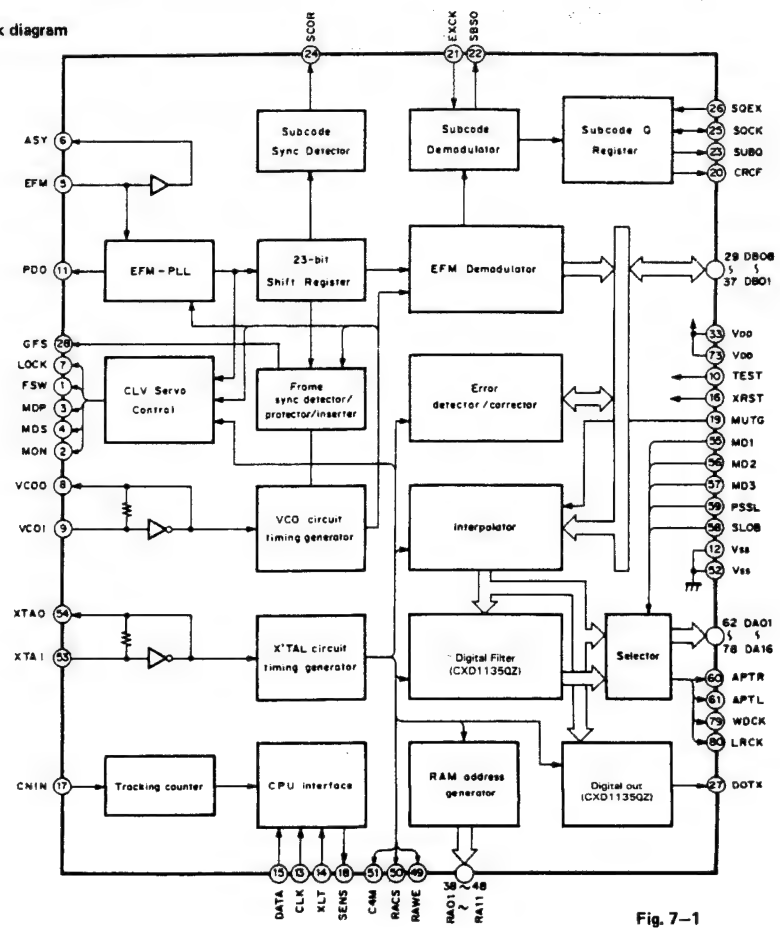 k diagram
SCOR
24
EXCK
21
SBSO
22
ASY
6
EFM
5
PDO
11
GFS
28
LOCK
7
FSW
1
MDP
3
MDS
4
MON
2
VCOO
8
VCOI
9
XTAO
54
XTAI
53
CNIN
17
Subcode
Sync Detector
Subcode
Demodulator
Subcode Q
Register
EFM-PLL
23-bit
Shift Register
EFM Demodulator
CLV Servo
Control
Frame
sync detector/
protector/inserter
Error
detector/corrector
VCO circuit
timing generator
Interpolator
X'TAL circuit
timing generator
Digital Filter
(CXD1135QZ)
Selector
Tracking counter
CPU interface
RAM address
generator
Digital out
(CXD1135QZ)
26 SQEX
25 SQCK
23 SUBQ
20 CRCF
29 DB08
37 DB01
33 VDD
73 VDD
10 TEST
16 XRST
19 MUTG
55 MD1
56 MD2
57 MD3
59 PSSL
58 SLOB
12 Vss
52 Vss
62 DA01
78 DA16
60 APTR
61 APTL
79 WDCK
80 LRCK
27 DOTX
15
DATA
13
CLK
14
XLT
18
SENS
51
C4M
50
RACS
49
RAWE
38 ~ 48
RA01 ~ RA11
Fig. 7-1